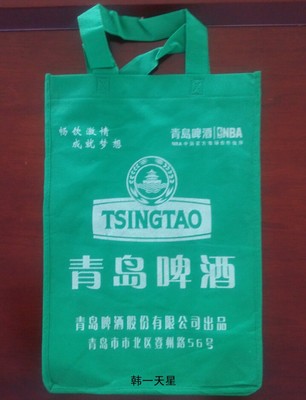 畅饮激情
成就梦想
青岛啤酒 NBA
TSINGTAO
青岛啤酒
青岛啤酒股份有限公司出品
青岛市市北区登州路56号
韩一天星